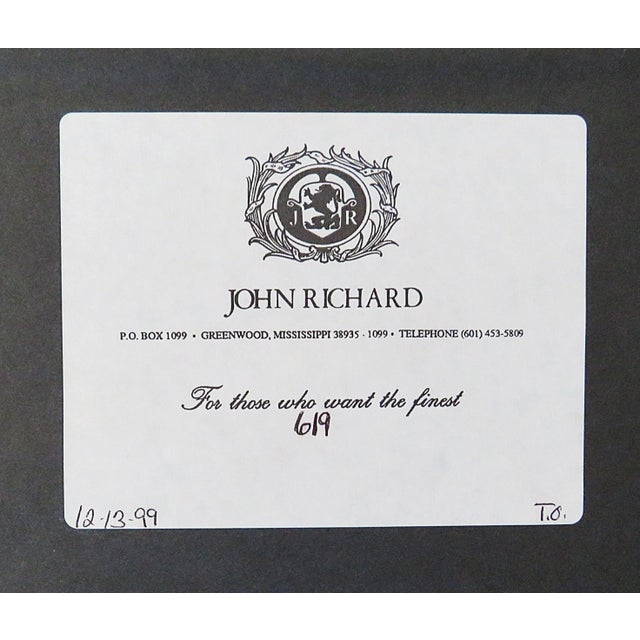 J R
JOHN RICHARD
P.O. BOX 1099 • GREENWOOD, MISSISSIPPI 38935 - 1099 • TELEPHONE (601) 453-5809
For those who want the finest
619
12-13-99 T.O.